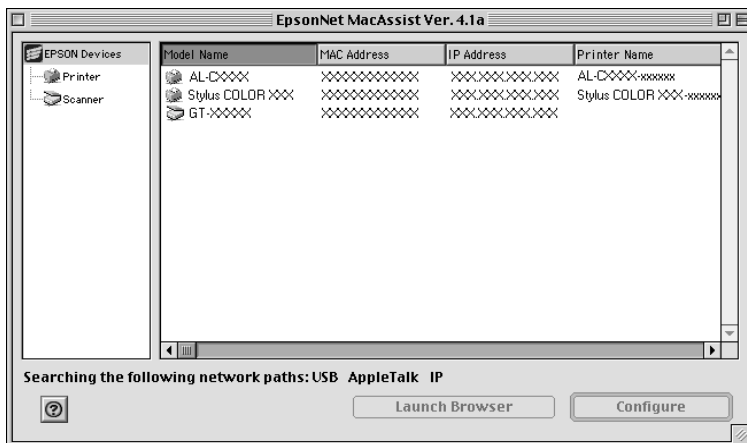 EpsonNet MacAssist Ver. 4.1a
EPSON Devices
Printer
Scanner
Model Name MAC Address IP Address Printer Name
AL-CXXXX XXXXXXXXXXXX XXX.XXX.XXX.XXX AL-CXXXX-xxxxxx
Stylus COLOR XXX XXXXXXXXXXXX XXX.XXX.XXX.XXX Stylus COLOR XXX-xxxxxx
GT-XXXXX XXXXXXXXXXXX XXX.XXX.XXX.XXX
Searching the following network paths: USB AppleTalk IP
?
Launch Browser
Configure